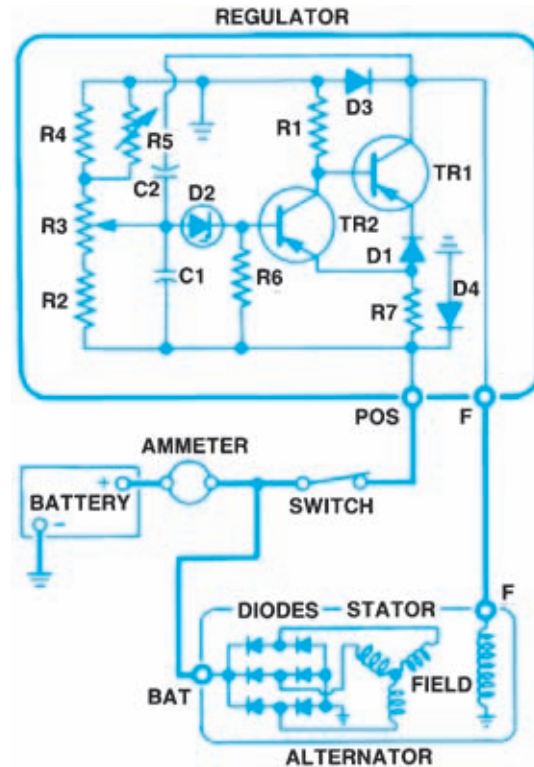 REGULATOR
D3
R4
R5
R1
C2
D2
TR1
R3
TR2
D1
C1
R6
D4
R2
R7
POS
F
AMMETER
+
BATTERY
-
SWITCH
F
DIODES
STATOR
BAT
FIELD
ALTERNATOR